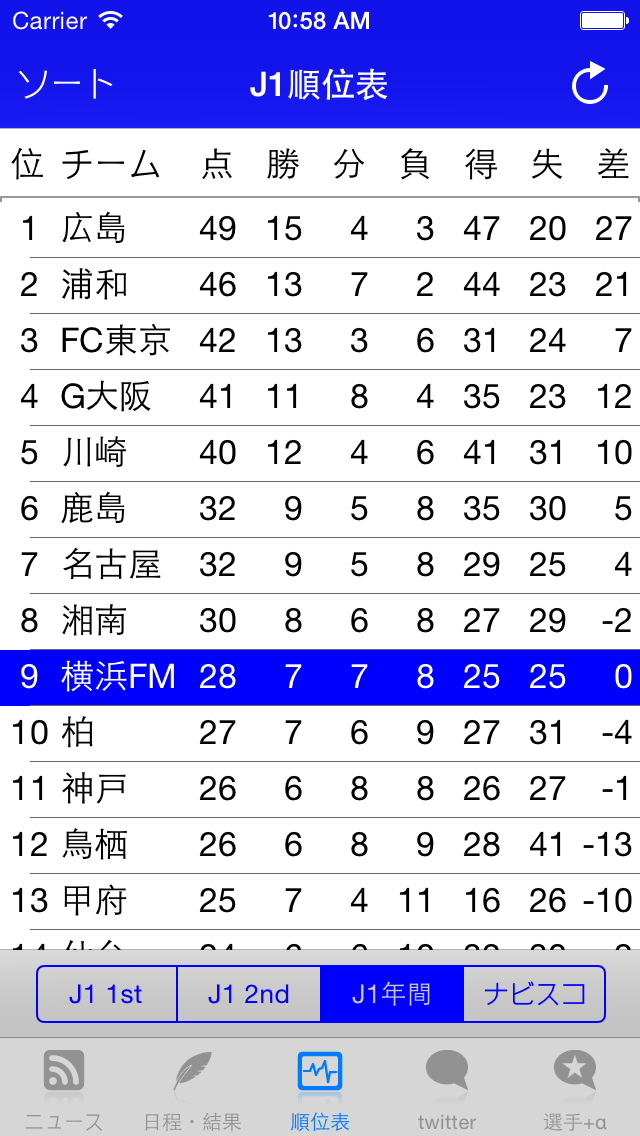 Carrier 10:58 AM
ソート J1順位表
位 チーム 点 勝 分 負 得 失 差
1 広島 49 15 4 3 47 20 27
2 浦和 46 13 7 2 44 23 21
3 FC東京 42 13 3 6 31 24 7
4 G大阪 41 11 8 4 35 23 12
5 川崎 40 12 4 6 41 31 10
6 鹿島 32 9 5 8 35 30 5
7 名古屋 32 9 5 8 29 25 4
8 湘南 30 8 6 8 27 29 -2
9 横浜FM 28 7 7 8 25 25 0
10 柏 27 7 6 9 27 31 -4
11 神戸 26 6 8 8 26 27 -1
12 鳥栖 26 6 8 9 28 41 -13
13 甲府 25 7 4 11 16 26 -10
J1 1st J1 2nd J1年間 ナビスコ
ニュース 日程・結果 順位表 twitter 選手+α